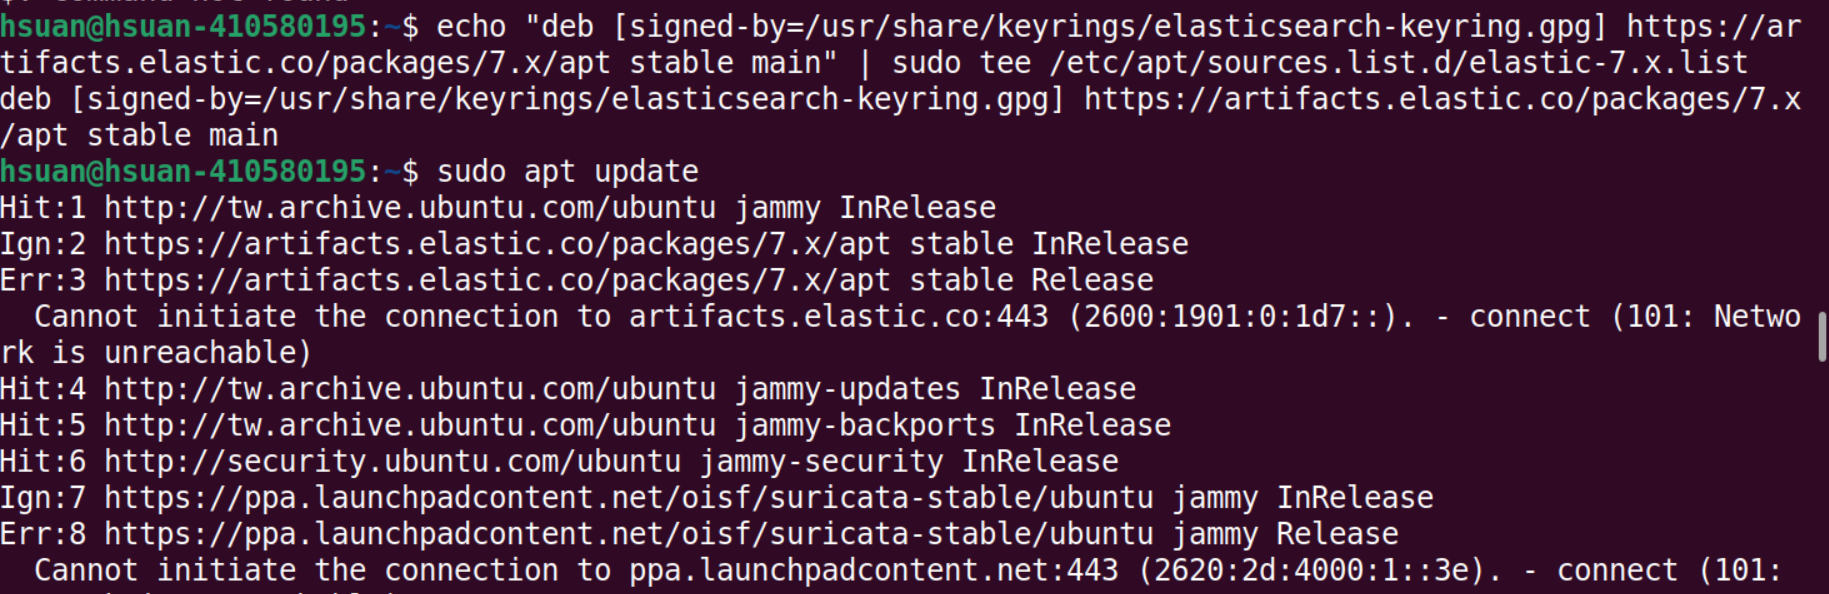 hsuan@hsuan-410580195:~$ echo "deb [signed-by=/usr/share/keyrings/elasticsearch-keyring.gpg] https://ar
tifacts.elastic.co/packages/7.x/apt stable main" | sudo tee /etc/apt/sources.list.d/elastic-7.x.list
deb [signed-by=/usr/share/keyrings/elasticsearch-keyring.gpg] https://artifacts.elastic.co/packages/7.x
/apt stable main
hsuan@hsuan-410580195:~$ sudo apt update
Hit:1 http://tw.archive.ubuntu.com/ubuntu jammy InRelease
Ign:2 https://artifacts.elastic.co/packages/7.x/apt stable InRelease
Err:3 https://artifacts.elastic.co/packages/7.x/apt stable Release
  Cannot initiate the connection to artifacts.elastic.co:443 (2600:1901:0:1d7::). - connect (101: Netwo
rk is unreachable)
Hit:4 http://tw.archive.ubuntu.com/ubuntu jammy-updates InRelease
Hit:5 http://tw.archive.ubuntu.com/ubuntu jammy-backports InRelease
Hit:6 http://security.ubuntu.com/ubuntu jammy-security InRelease
Ign:7 https://ppa.launchpadcontent.net/oisf/suricata-stable/ubuntu jammy InRelease
Err:8 https://ppa.launchpadcontent.net/oisf/suricata-stable/ubuntu jammy Release
  Cannot initiate the connection to ppa.launchpadcontent.net:443 (2620:2d:4000:1::3e). - connect (101: